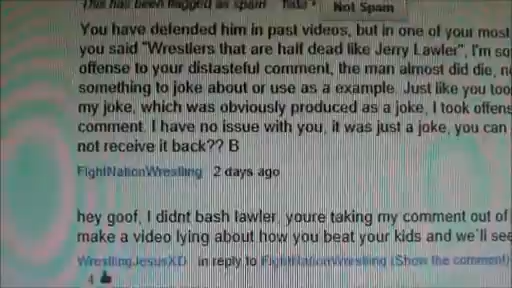 This has been flagged as spam hide • Not Spam
You have defended him in past videos, but in one of your most
you said "Wrestlers that are half dead like Jerry Lawler", I'm so
offense to your distasteful comment, the man almost did die, n
something to joke about or use as a example. Just like you too
my joke, which was obviously produced as a joke, I took offens
comment. I have no issue with you, it was just a joke, you can
not receive it back?? B
FightNationWrestling 2 days ago
hey goof, I didnt bash lawler, youre taking my comment out of
make a video lying about how you beat your kids and we'll see
WrestlingJesusXD in reply to FightNationWrestling (Show the comment)
4